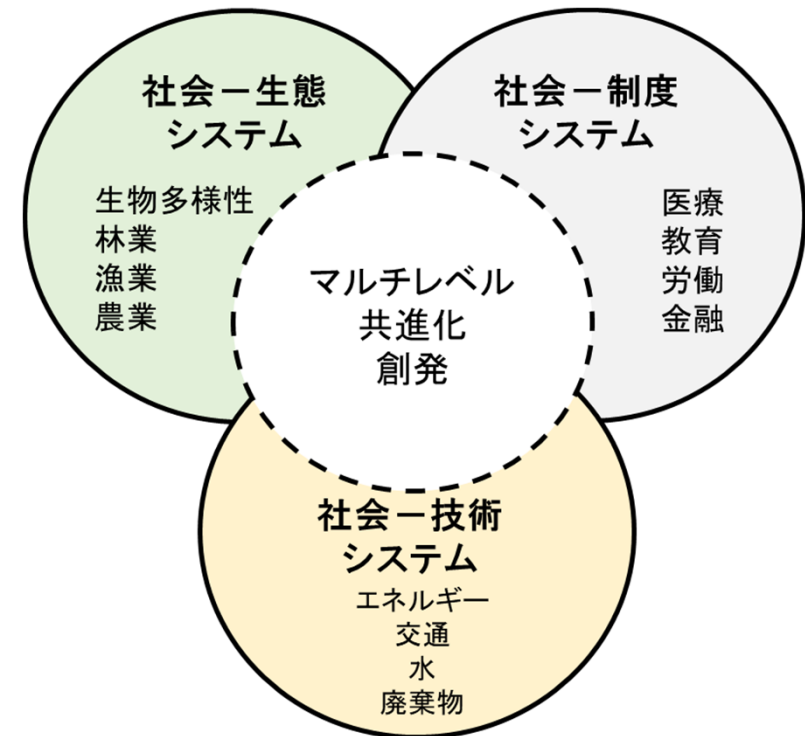 社会－生態
システム
生物多様性
林業
漁業
農業
社会－制度
システム
医療
教育
労働
金融
マルチレベル
共進化
創発
社会－技術
システム
エネルギー
交通
水
廃棄物